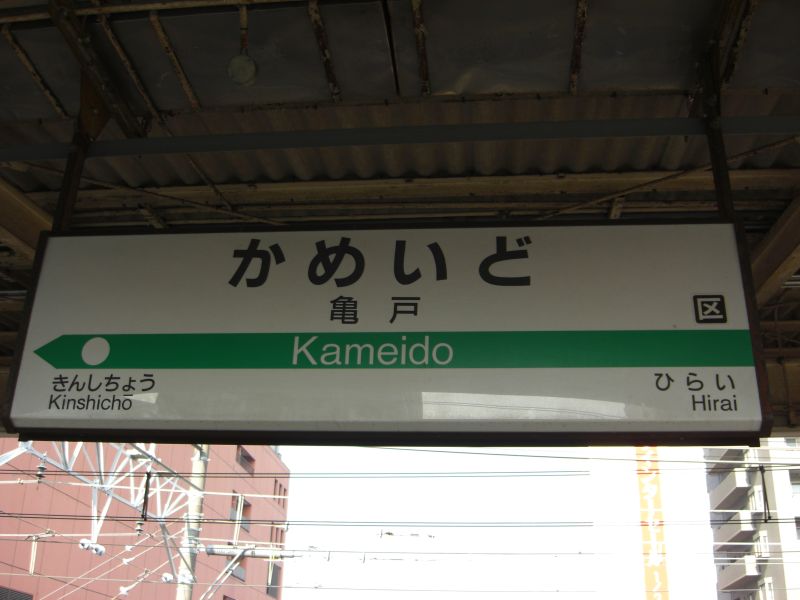 かめいど
亀戸
区
Kameido
きんしちょう
Kinshichō
ひらい
Hirai